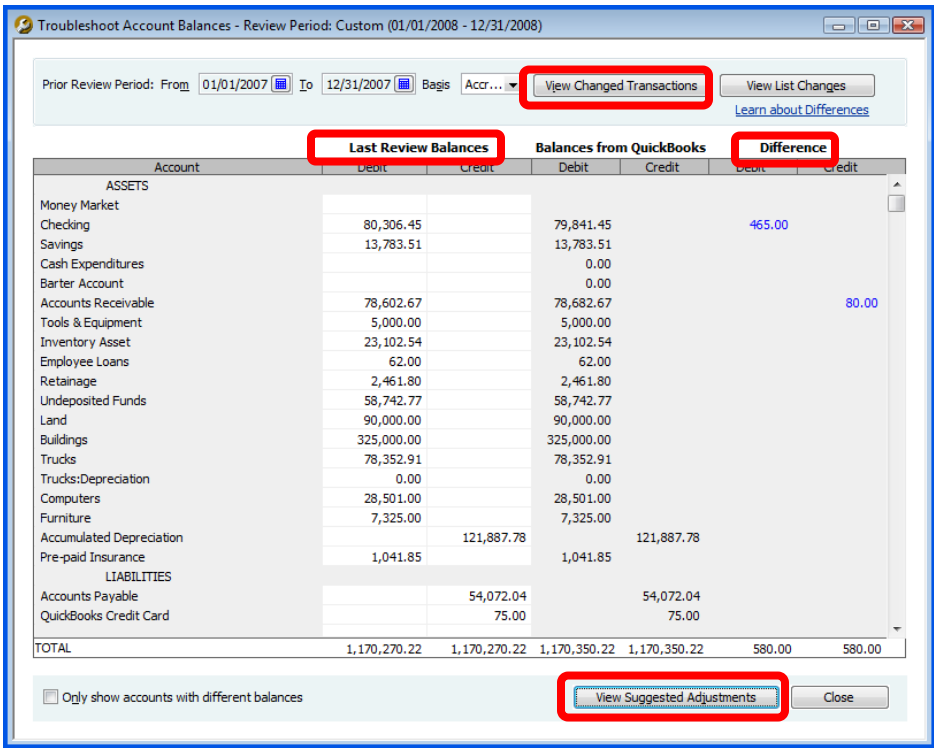 Troubleshoot Account Balances - Review Period: Custom (01/01/2008 - 12/31/2008)
Prior Review Period: From 01/01/2007 To 12/31/2007 Basis Accr... View Changed Transactions View List Changes
Learn about Differences
Last Review Balances Balances from QuickBooks Difference
Account Debit Credit Debit Credit Debit Credit
ASSETS
Money Market
Checking 80,306.45 79,841.45 465.00
Savings 13,783.51 13,783.51
Cash Expenditures 0.00
Barter Account 0.00
Accounts Receivable 78,602.67 78,682.67 80.00
Tools & Equipment 5,000.00 5,000.00
Inventory Asset 23,102.54 23,102.54
Employee Loans 62.00 62.00
Retainage 2,461.80 2,461.80
Undeposited Funds 58,742.77 58,742.77
Land 90,000.00 90,000.00
Buildings 325,000.00 325,000.00
Trucks 78,352.91 78,352.91
Trucks:Depreciation 0.00 0.00
Computers 28,501.00 28,501.00
Furniture 7,325.00 7,325.00
Accumulated Depreciation 121,887.78 121,887.78
Pre-paid Insurance 1,041.85 1,041.85
LIABILITIES
Accounts Payable 54,072.04 54,072.04
QuickBooks Credit Card 75.00 75.00
TOTAL 1,170,270.22 1,170,270.22 1,170,350.22 1,170,350.22 580.00 580.00
Only show accounts with different balances View Suggested Adjustments Close